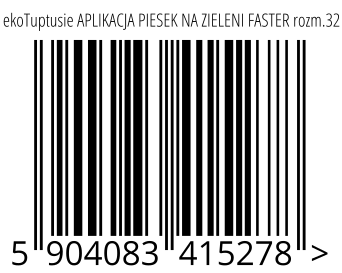 ekoTuptusie APLIKACJA PIESEK NA ZIELENI FASTER rozm.32
5 904083 415278 >